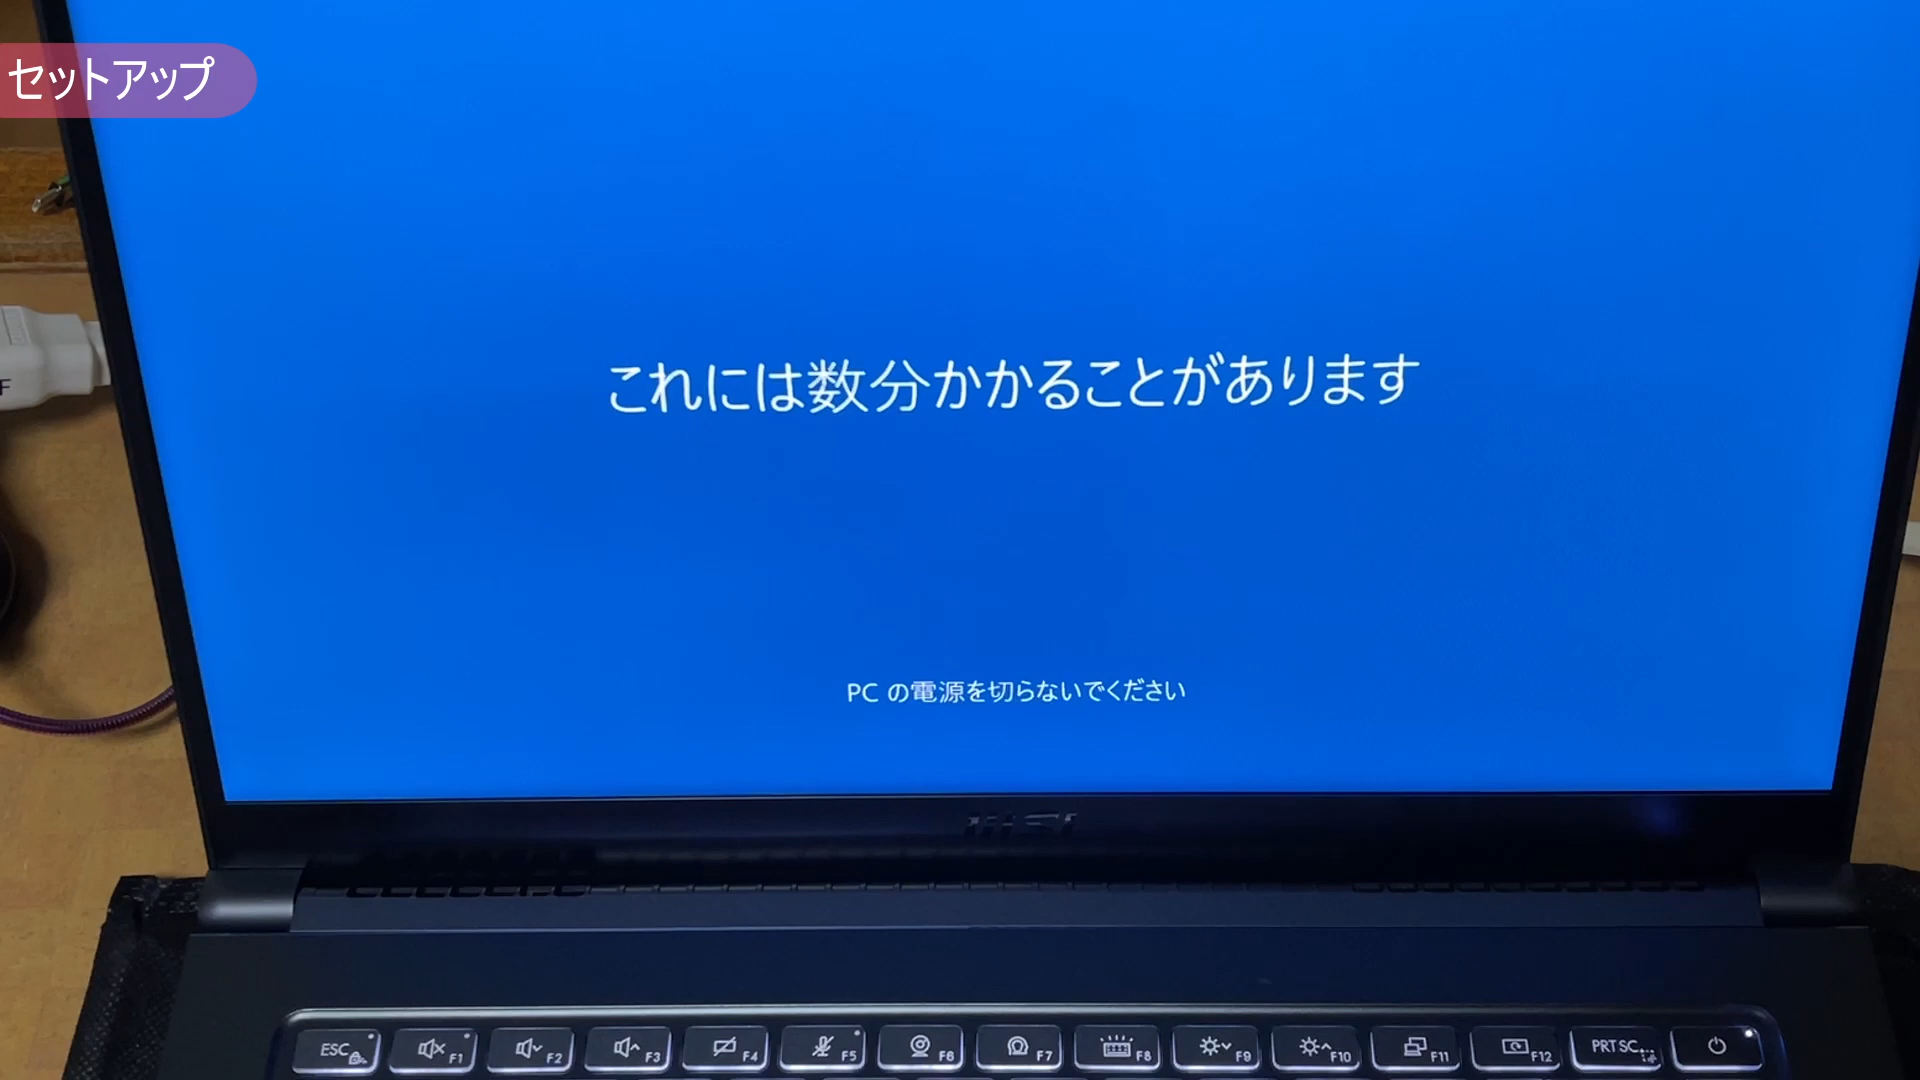 セットアップ
F
これには数分かかることがあります
PC の電源を切らないでください
msi
ESC F1 F2 F3 F4 F5 F6 F7 F8 F9 F10 F11 F12 PRT SC